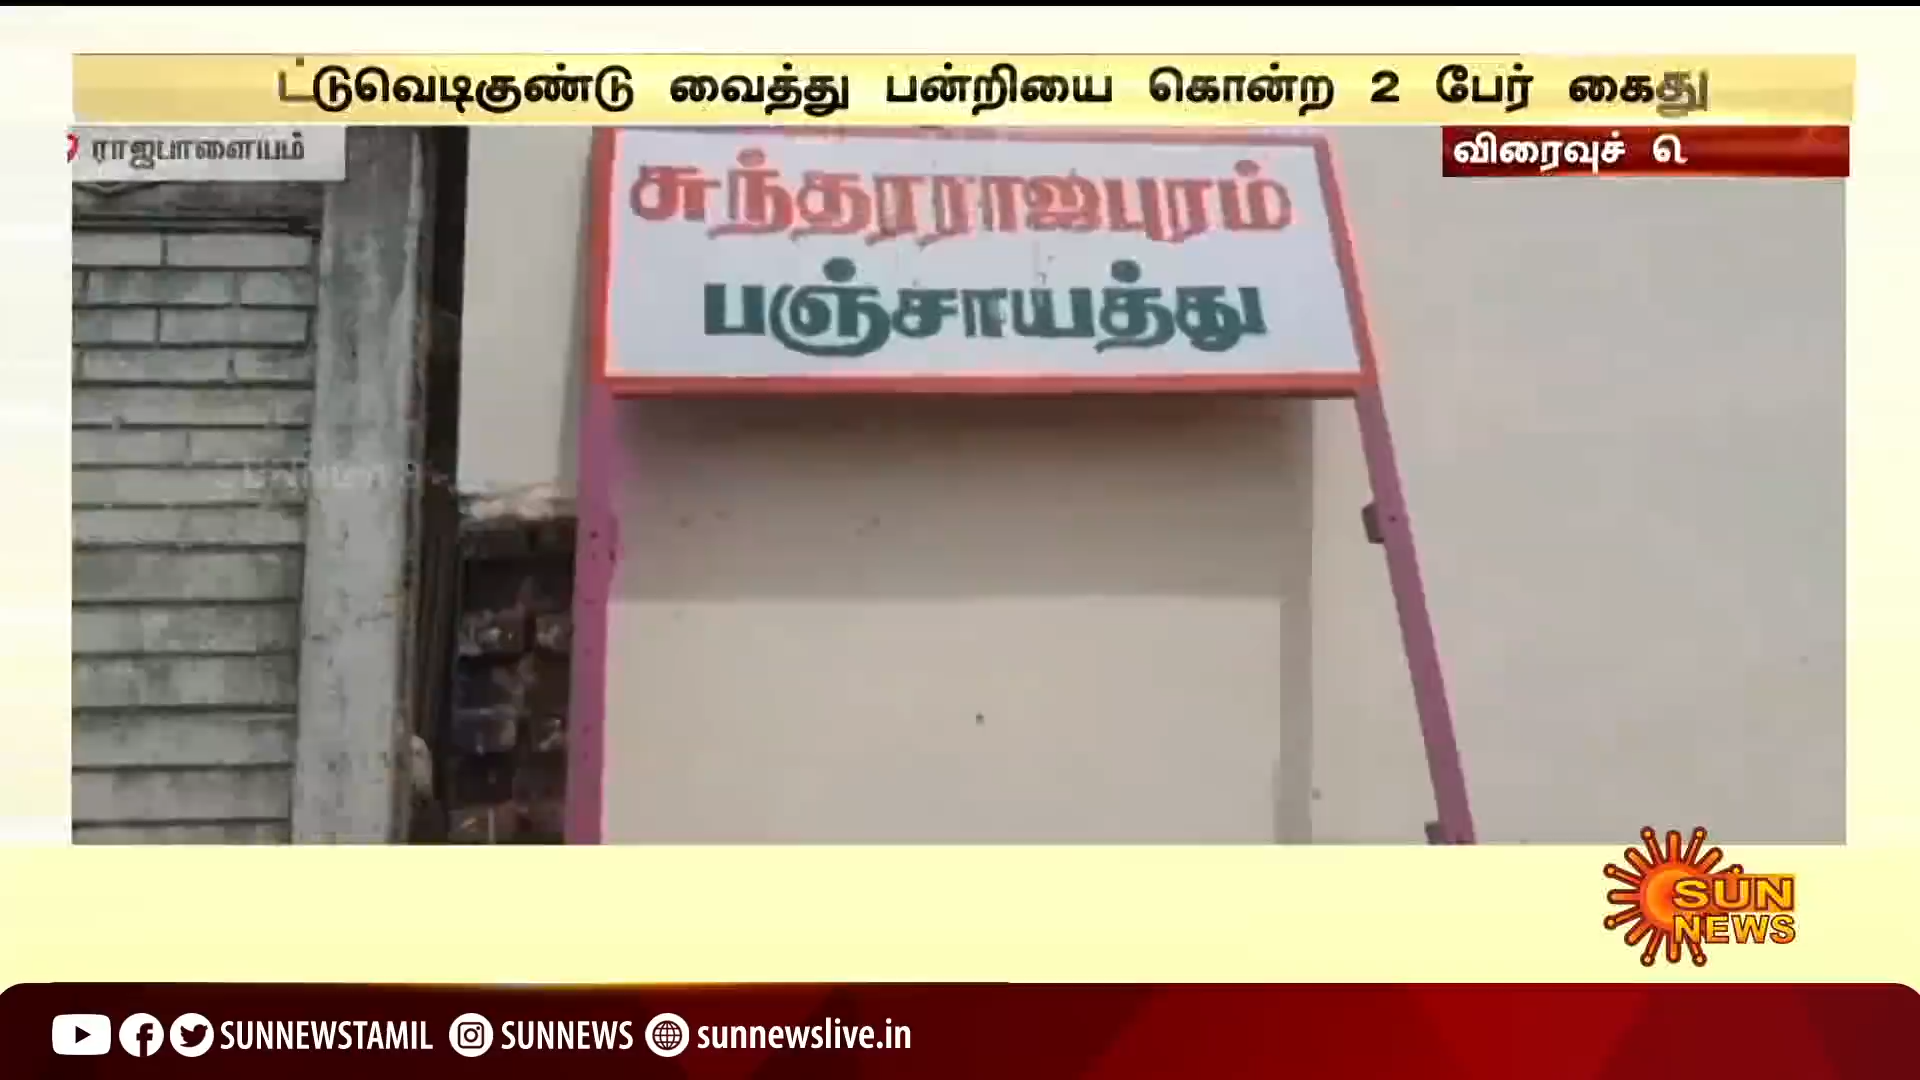 ட்டுவெடிகுண்டு வைத்து பன்றியை கொன்ற 2 பேர் கைது
ராஜபாளையம்
விரைவுச்
சுந்தரராஜபுரம்
பஞ்சாயத்து
SUN
NEWS
SUNNEWSTAMIL SUNNEWS sunnewslive.in